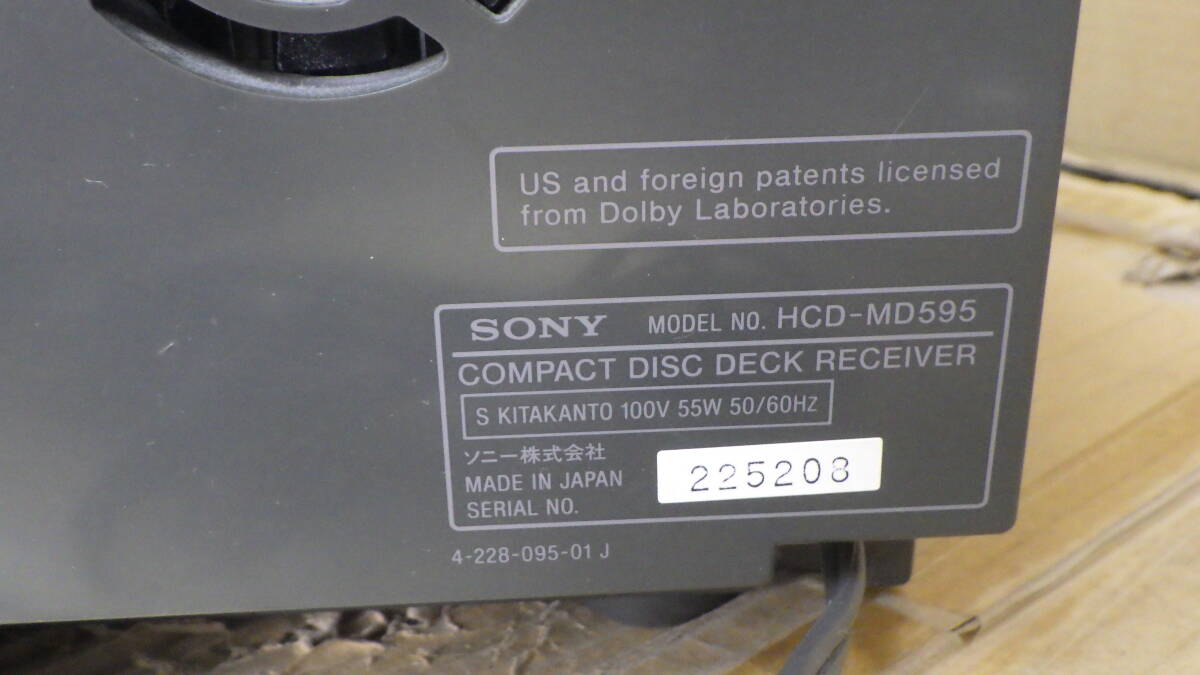 US and foreign patents licensed
from Dolby Laboratories.
SONY MODEL NO. HCD-MD595
COMPACT DISC DECK RECEIVER
S KITAKANTO 100V 55W 50/60Hz
ソニー株式会社
MADE IN JAPAN
SERIAL NO. 225208
4-228-095-01 J